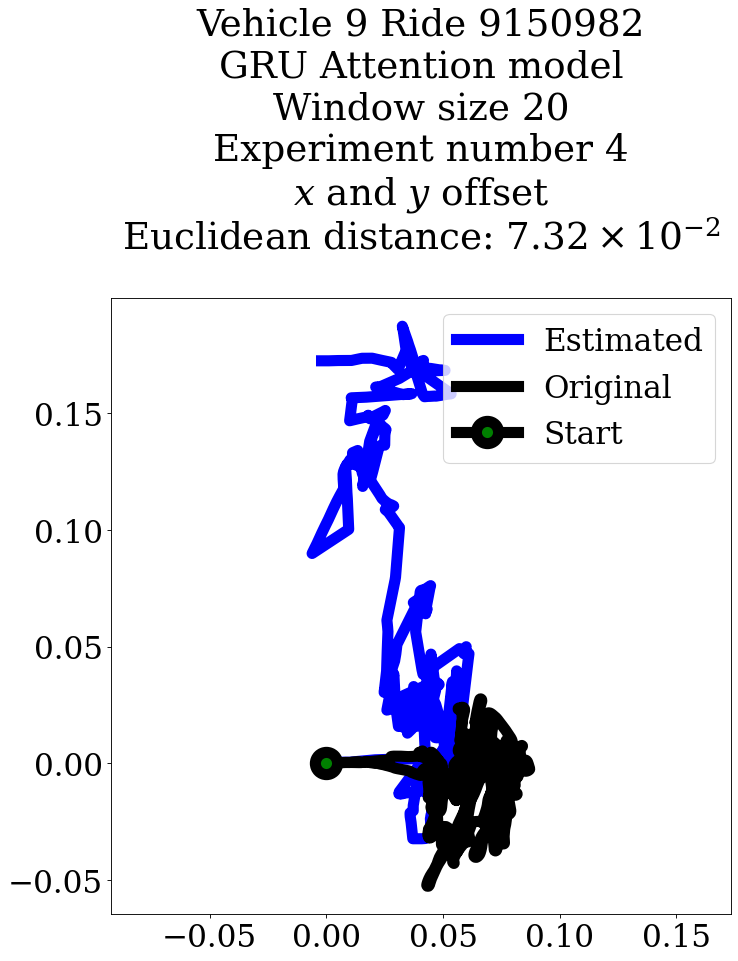 Vehicle 9 Ride 9150982
GRU Attention model
Window size 20
Experiment number 4
x and y offset
Euclidean distance: 7.32 × 10⁻²
Estimated
Original
Start
0.15
0.10
0.05
0.00
−0.05
−0.05 0.00 0.05 0.10 0.15